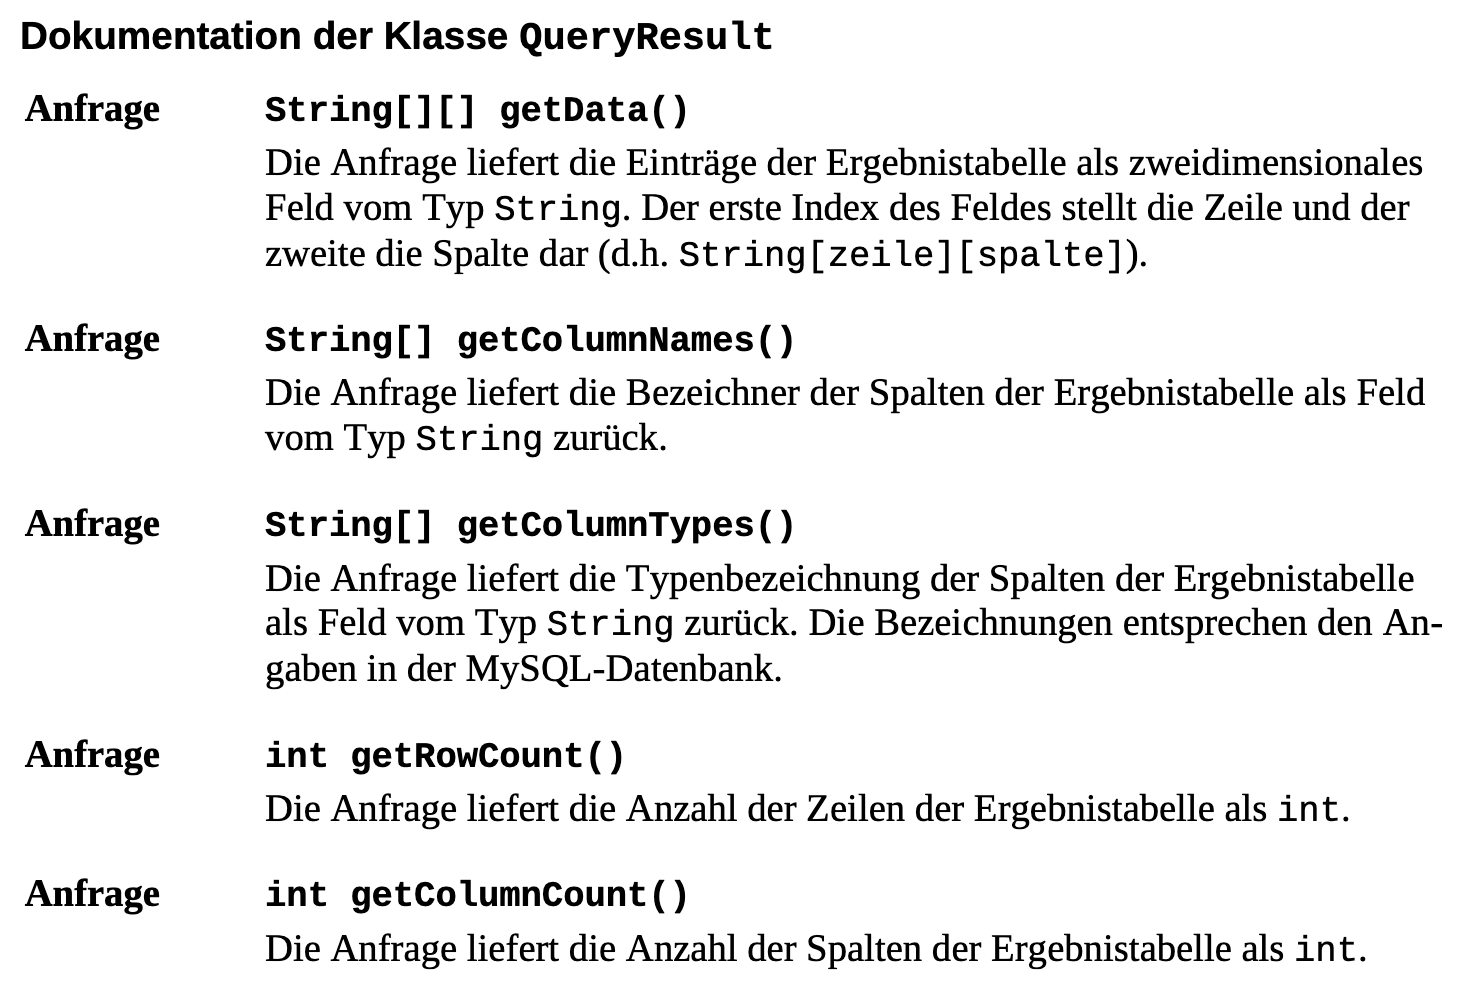 Dokumentation der Klasse QueryResult
Anfrage String[][] getData()
Die Anfrage liefert die Einträge der Ergebnistabelle als zweidimensionales
Feld vom Typ String. Der erste Index des Feldes stellt die Zeile und der
zweite die Spalte dar (d.h. String[zeile][spalte]).
Anfrage String[] getColumnNames()
Die Anfrage liefert die Bezeichner der Spalten der Ergebnistabelle als Feld
vom Typ String zurück.
Anfrage String[] getColumnTypes()
Die Anfrage liefert die Typenbezeichnung der Spalten der Ergebnistabelle
als Feld vom Typ String zurück. Die Bezeichnungen entsprechen den An-
gaben in der MySQL-Datenbank.
Anfrage int getRowCount()
Die Anfrage liefert die Anzahl der Zeilen der Ergebnistabelle als int.
Anfrage int getColumnCount()
Die Anfrage liefert die Anzahl der Spalten der Ergebnistabelle als int.